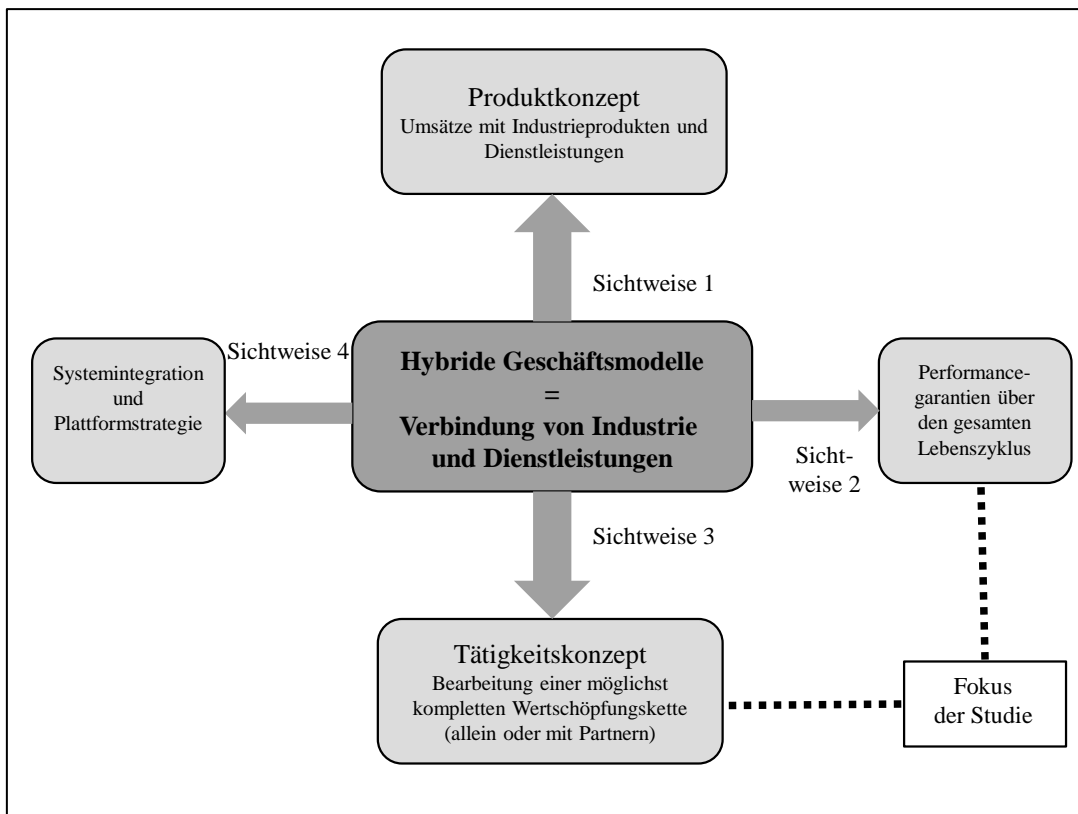 Produktkonzept
Umsätze mit Industrieprodukten und
Dienstleistungen
Sichtweise 1
Sichtweise 4
Systemintegration
und
Plattformstrategie
Hybride Geschäftsmodelle
=
Verbindung von Industrie
und Dienstleistungen
Sicht-
weise 2
Performance-
garantien über
den gesamten
Lebenszyklus
Sichtweise 3
Tätigkeitskonzept
Bearbeitung einer möglichst
kompletten Wertschöpfungskette
(allein oder mit Partnern)
Fokus
der Studie